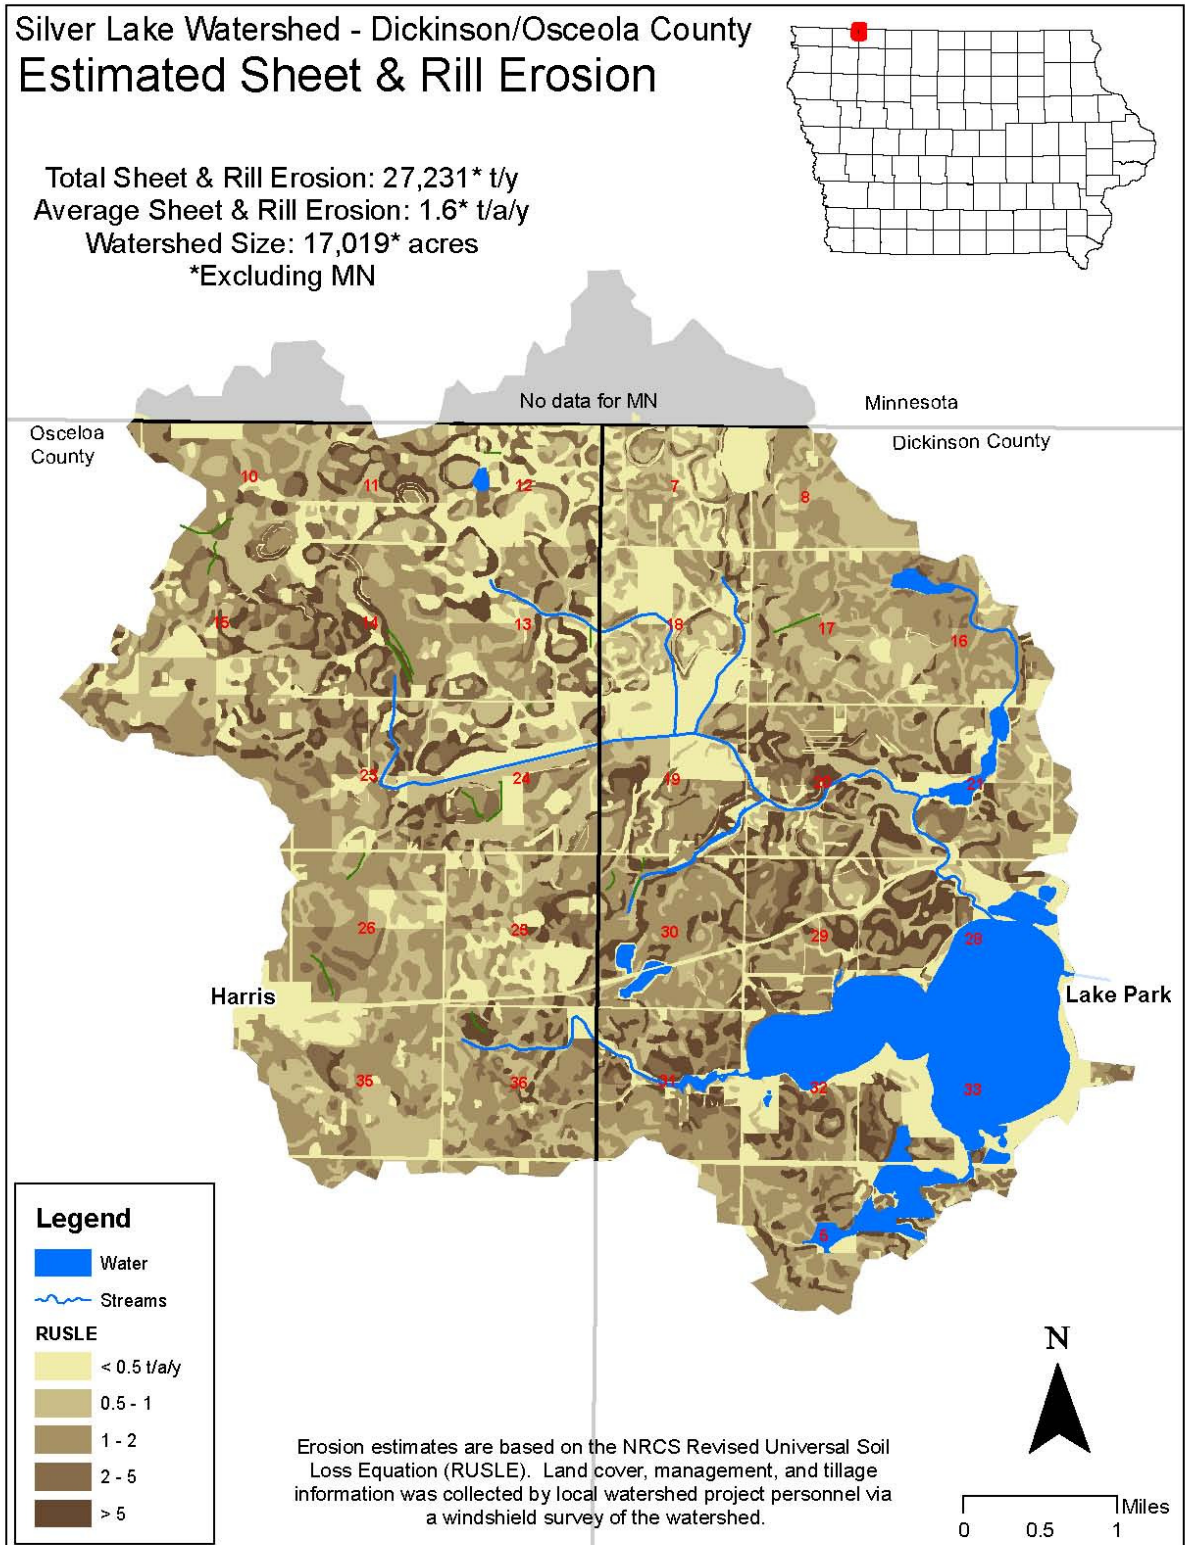 Silver Lake Watershed - Dickinson/Osceola County
Estimated Sheet & Rill Erosion
Total Sheet & Rill Erosion: 27,231* t/y
Average Sheet & Rill Erosion: 1.6* t/a/y
Watershed Size: 17,019* acres
*Excluding MN
No data for MN
Minnesota
Osceloa
County
Dickinson County
10
11
12
7
8
15
14
13
18
17
16
23
24
19
20
21
26
25
30
29
28
Harris
Lake Park
35
36
31
32
33
5
Legend
Water
Streams
RUSLE
< 0.5 t/a/y
0.5 - 1
1 - 2
2 - 5
> 5
Erosion estimates are based on the NRCS Revised Universal Soil
Loss Equation (RUSLE). Land cover, management, and tillage
information was collected by local watershed project personnel via
a windshield survey of the watershed.
N
Miles
0 0.5 1